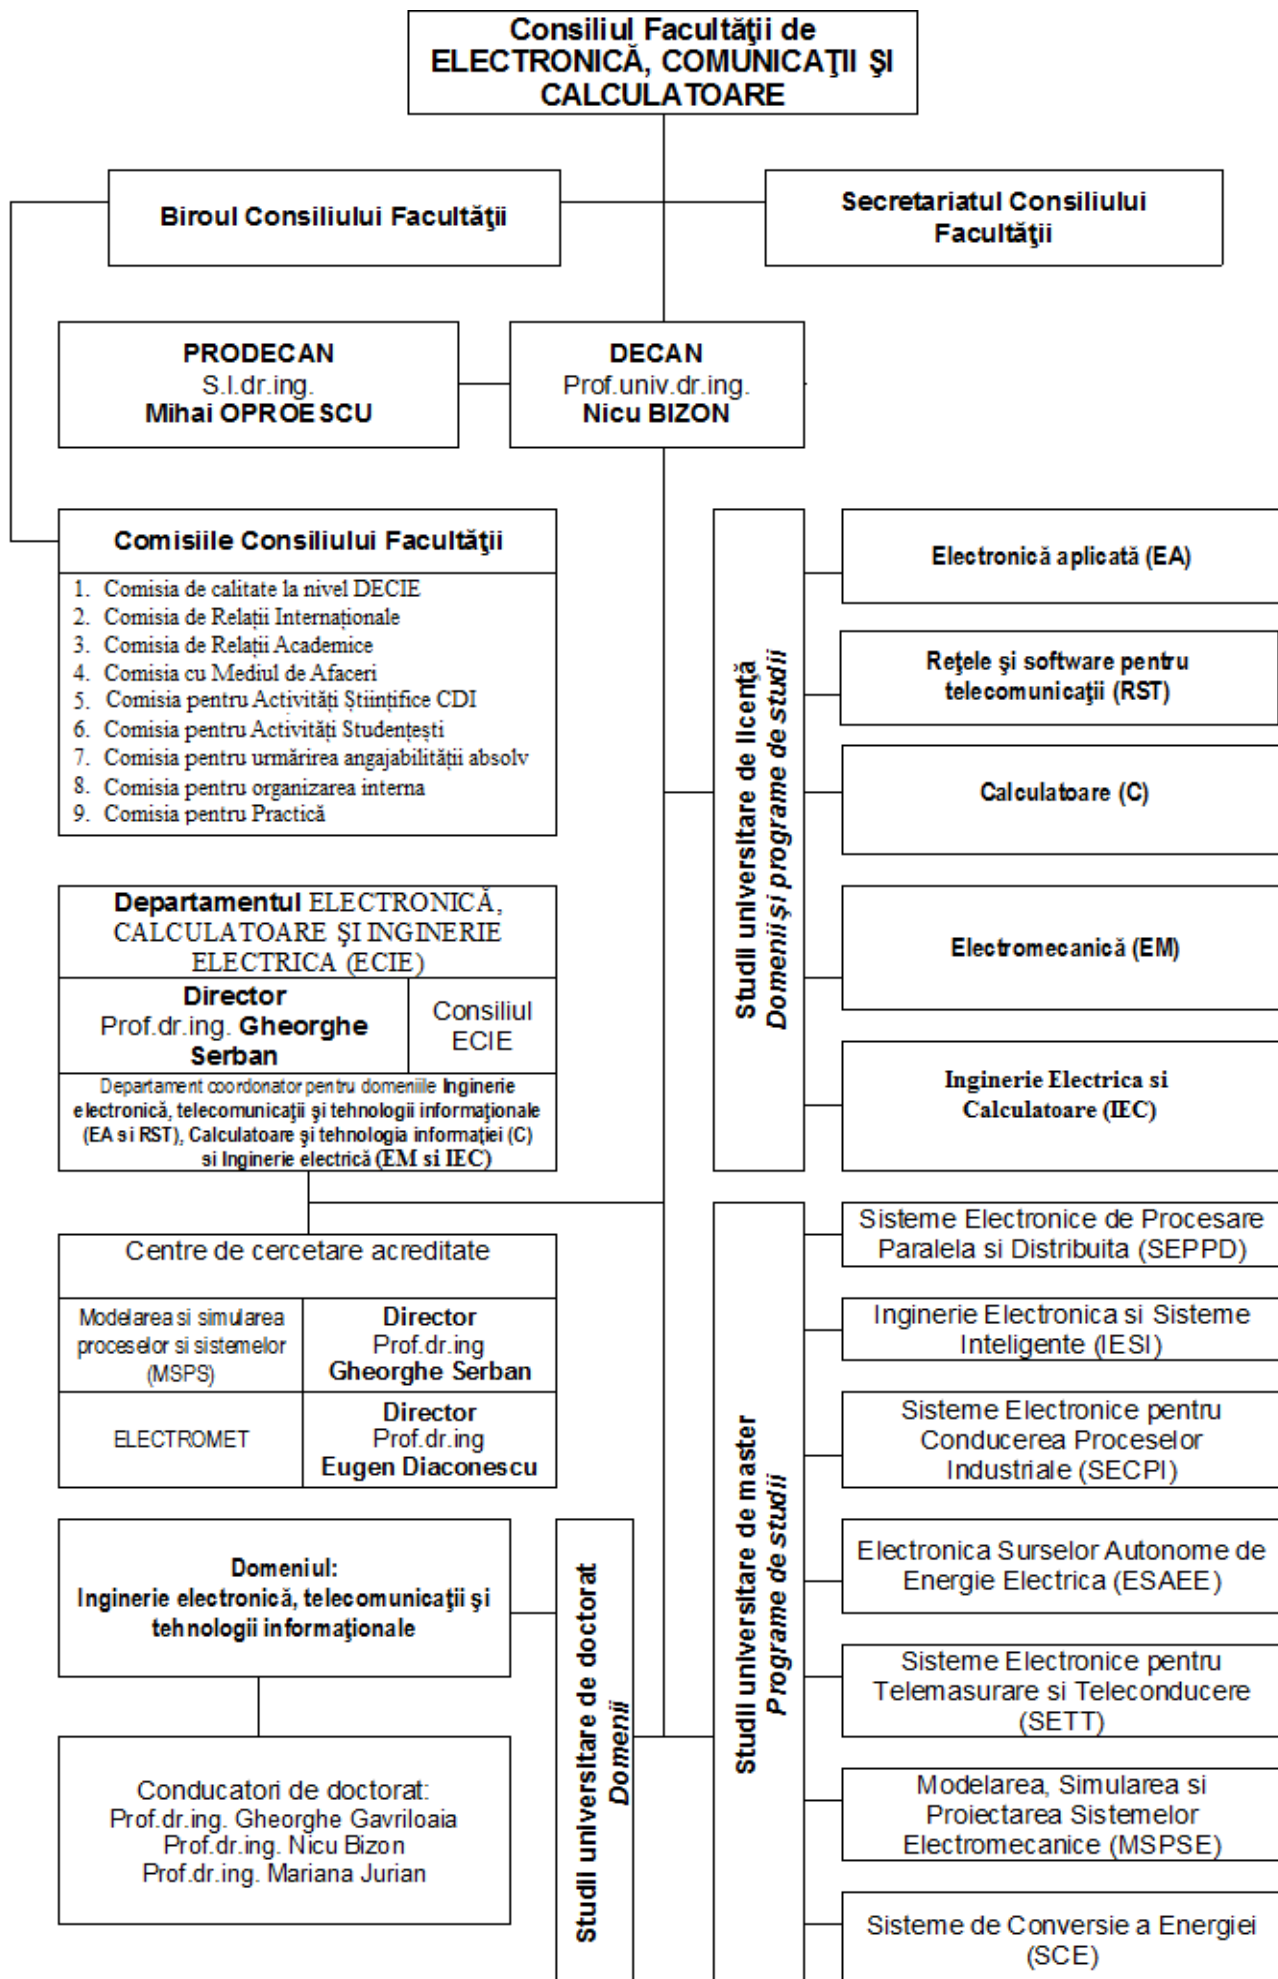 Consiliul Facultăţii de
ELECTRONICĂ, COMUNICAŢII ŞI
CALCULATOARE
Biroul Consiliului Facultăţii
Secretariatul Consiliului
Facultăţii
PRODECAN
S.l.dr.ing.
Mihai OPROESCU
DECAN
Prof.univ.dr.ing.
Nicu BIZON
Comisiile Consiliului Facultăţii
1. Comisia de calitate la nivel DECIE
2. Comisia de Relații Internaționale
3. Comisia de Relații Academice
4. Comisia cu Mediul de Afaceri
5. Comisia pentru Activități Științifice CDI
6. Comisia pentru Activități Studențești
7. Comisia pentru urmărirea angajabilității absolv
8. Comisia pentru organizarea interna
9. Comisia pentru Practică
Departamentul ELECTRONICĂ,
CALCULATOARE ŞI INGINERIE
ELECTRICA (ECIE)
Director
Prof.dr.ing. Gheorghe
Serban
Consiliul
ECIE
Departament coordonator pentru domeniile Inginerie
electronică, telecomunicaţii şi tehnologii informaţionale
(EA si RST), Calculatoare şi tehnologia informaţiei (C)
si Inginerie electrică (EM si IEC)
Centre de cercetare acreditate
Modelarea si simularea
proceselor si sistemelor
(MSPS)
Director
Prof.dr.ing
Gheorghe Serban
ELECTROMET
Director
Prof.dr.ing
Eugen Diaconescu
Domeniul:
Inginerie electronică, telecomunicaţii şi
tehnologii informaţionale
Conducatori de doctorat:
Prof.dr.ing. Gheorghe Gavriloaia
Prof.dr.ing. Nicu Bizon
Prof.dr.ing. Mariana Jurian
Studii universitare de doctorat
Domenii
Studii universitare de licenţă
Domenii şi programe de studii
Electronică aplicată (EA)
Reţele şi software pentru
telecomunicaţii (RST)
Calculatoare (C)
Electromecanică (EM)
Inginerie Electrica si
Calculatoare (IEC)
Studii universitare de master
Programe de studii
Sisteme Electronice de Procesare
Paralela si Distribuita (SEPPD)
Inginerie Electronica si Sisteme
Inteligente (IESI)
Sisteme Electronice pentru
Conducerea Proceselor
Industriale (SECPI)
Electronica Surselor Autonome de
Energie Electrica (ESAEE)
Sisteme Electronice pentru
Telemasurare si Teleconducere
(SETT)
Modelarea, Simularea si
Proiectarea Sistemelor
Electromecanice (MSPSE)
Sisteme de Conversie a Energiei
(SCE)